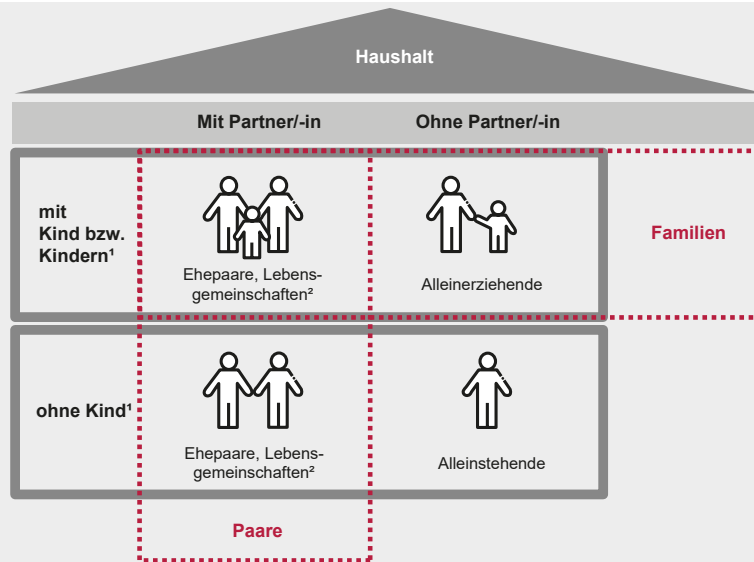 Haushalt
Mit Partner/-in
Ohne Partner/-in
mit
Kind bzw.
Kindern¹
Ehepaare, Lebens-
gemeinschaften²
Alleinerziehende
Familien
ohne Kind¹
Ehepaare, Lebens-
gemeinschaften²
Alleinstehende
Paare